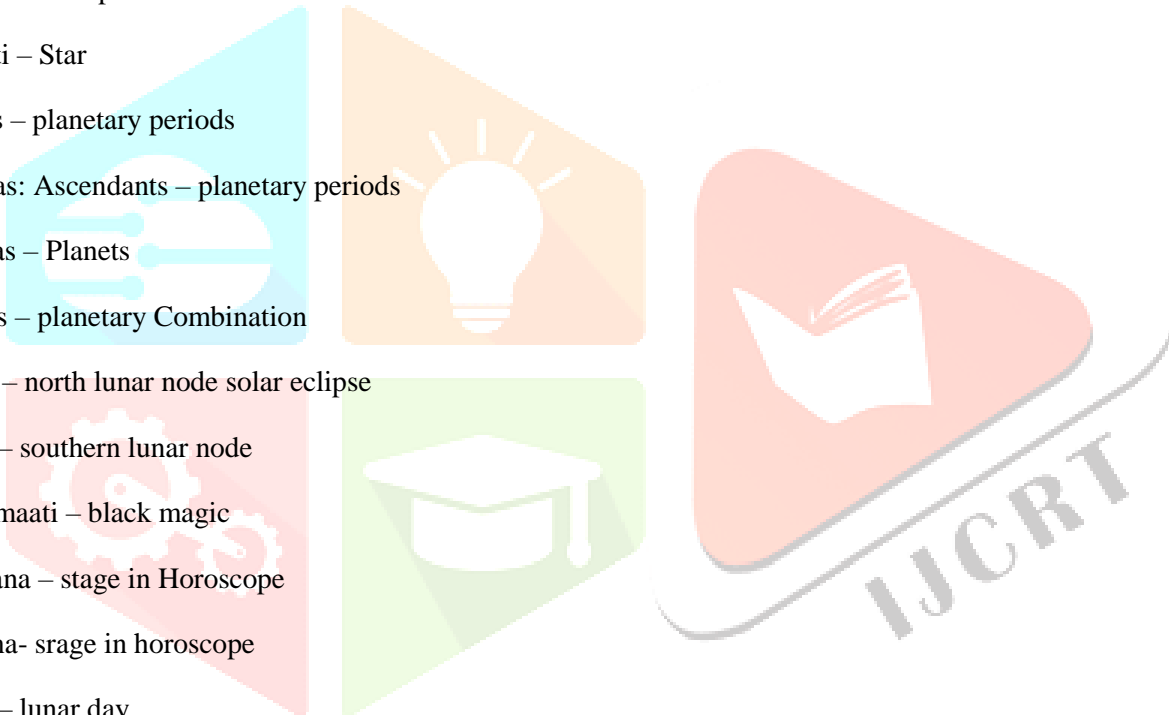 ti – Star
s – planetary periods
as: Ascendants – planetary periods
as – Planets
s – planetary Combination
– north lunar node solar eclipse
– southern lunar node
maati – black magic
ana – stage in Horoscope
na- srage in horoscope
– lunar day
IJCRT